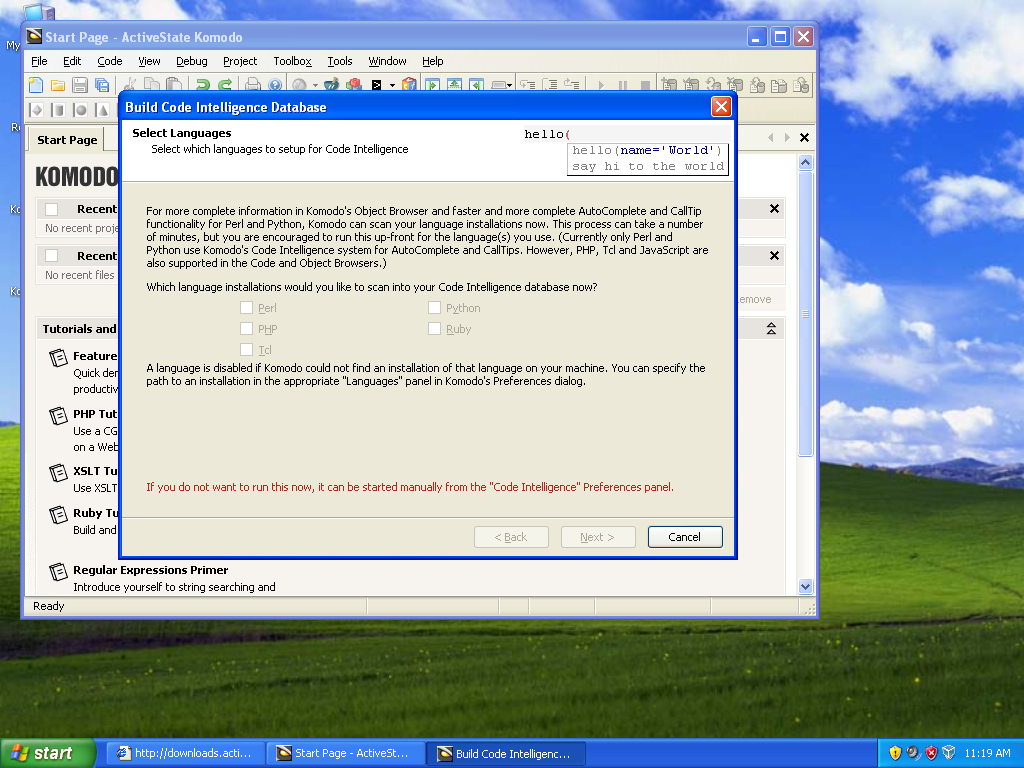 My
Start Page - ActiveState Komodo
File Edit Code View Debug Project Toolbox Tools Window Help
Build Code Intelligence Database
Start Page
Select Languages
Select which languages to setup for Code Intelligence
hello(
hello(name='World')
say hi to the world
KOMODO
Recent
No recent proje
Recent
No recent files
emove
For more complete information in Komodo's Object Browser and faster and more complete AutoComplete and CallTip
functionality for Perl and Python, Komodo can scan your language installations now. This process can take a number
of minutes, but you are encouraged to run this up-front for the language(s) you use. (Currently only Perl and
Python use Komodo's Code Intelligence system for AutoComplete and CallTips. However, PHP, Tcl and JavaScript are
also supported in the Code and Object Browsers.)
Which language installations would you like to scan into your Code Intelligence database now?
Perl Python
PHP Ruby
Tcl
A language is disabled if Komodo could not find an installation of that language on your machine. You can specify the
path to an installation in the appropriate "Languages" panel in Komodo's Preferences dialog.
If you do not want to run this now, it can be started manually from the "Code Intelligence" Preferences panel.
< Back Next > Cancel
Tutorials and
Feature
Quick der
productiv
PHP Tut
Use a CG
on a Web
XSLT Tu
Use XSLT
Ruby Tu
Build and
Regular Expressions Primer
Introduce yourself to string searching and
Ready
start
http://downloads.acti...
Start Page - ActiveSt...
Build Code Intelligenc...
11:19 AM